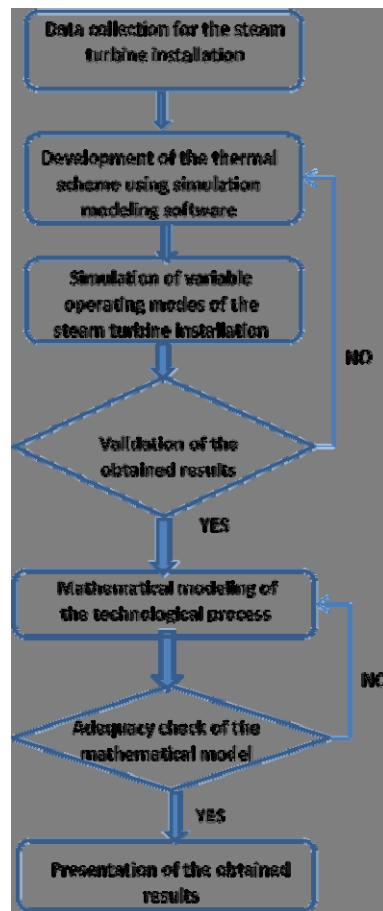 Data collection for the steam
turbine installation
Development of the thermal
scheme using simulation
modeling software
Simulation of variable
operating modes of the
steam turbine installation
NO
Validation of the
obtained results
YES
Mathematical modeling of
the technological process
NO
Adequacy check of the
mathematical model
YES
Presentation of the obtained
results